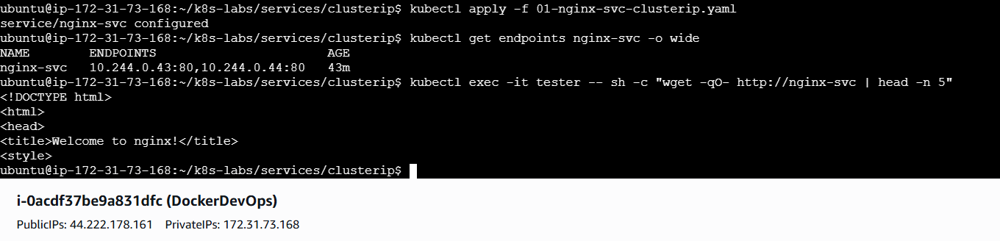 ubuntu@ip-172-31-73-168:~/k8s-labs/services/clusterip$ kubectl apply -f 01-nginx-svc-clusterip.yaml
service/nginx-svc configured
ubuntu@ip-172-31-73-168:~/k8s-labs/services/clusterip$ kubectl get endpoints nginx-svc -o wide
NAME        ENDPOINTS                       AGE
nginx-svc   10.244.0.43:80,10.244.0.44:80   43m
ubuntu@ip-172-31-73-168:~/k8s-labs/services/clusterip$ kubectl exec -it tester -- sh -c "wget -qO- http://nginx-svc | head -n 5"
<!DOCTYPE html>
<html>
<head>
<title>Welcome to nginx!</title>
<style>
ubuntu@ip-172-31-73-168:~/k8s-labs/services/clusterip$
i-0acdf37be9a831dfc (DockerDevOps)
PublicIPs: 44.222.178.161 PrivateIPs: 172.31.73.168